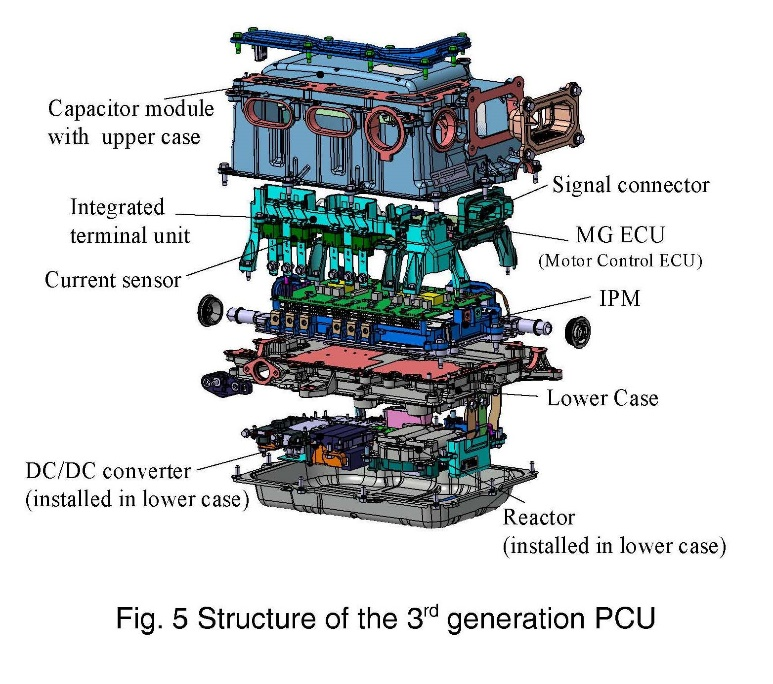 Capacitor module
with upper case
Signal connector
Integrated
terminal unit
MG ECU
(Motor Control ECU)
Current sensor
IPM
Lower Case
DC/DC converter
(installed in lower case)
Reactor
(installed in lower case)
Fig. 5 Structure of the 3rd generation PCU